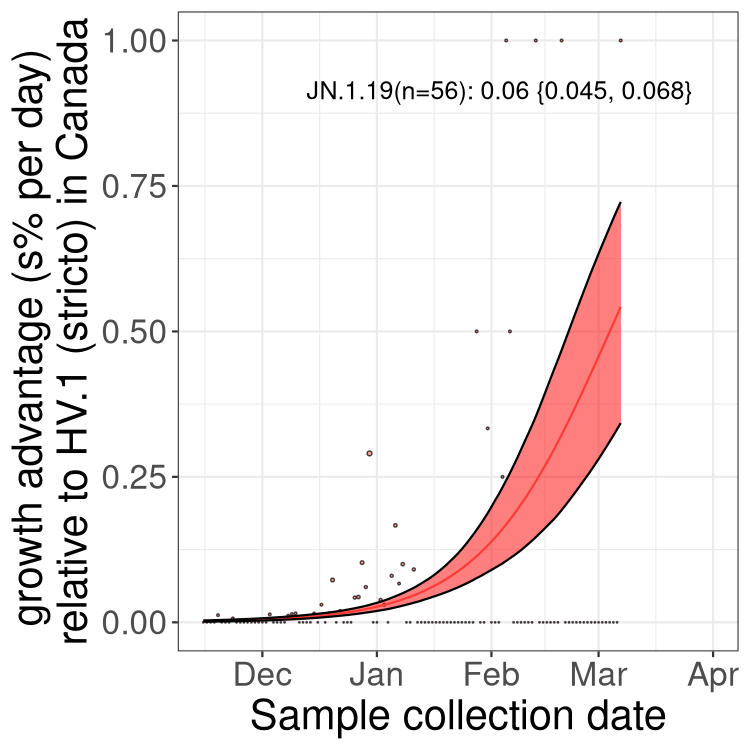 growth advantage (s% per day)
relative to HV.1 (stricto) in Canada
1.00
0.75
0.50
0.25
0.00
JN.1.19(n=56): 0.06 {0.045, 0.068}
Dec Jan Feb Mar Apr
Sample collection date